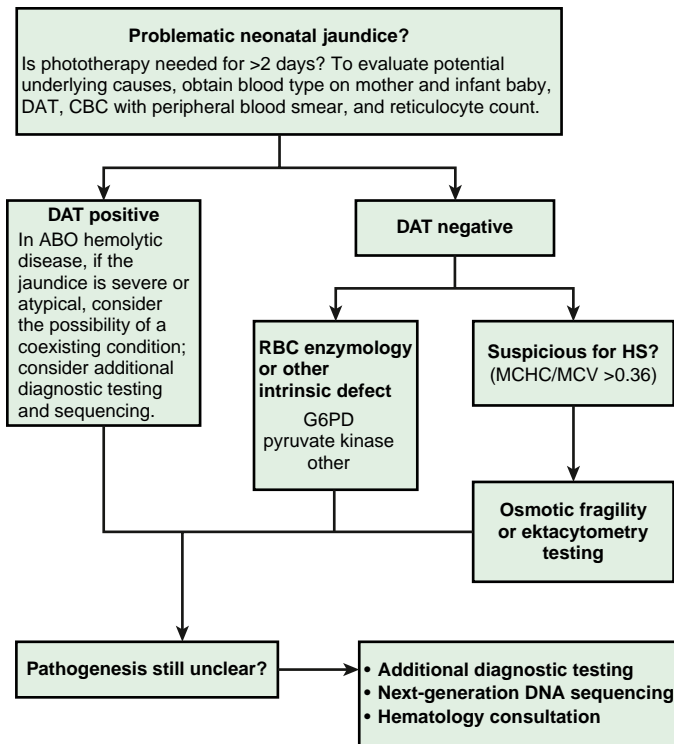 Problematic neonatal jaundice?
Is phototherapy needed for >2 days? To evaluate potential
underlying causes, obtain blood type on mother and infant baby,
DAT, CBC with peripheral blood smear, and reticulocyte count.
DAT positive
In ABO hemolytic
disease, if the
jaundice is severe or
atypical, consider
the possibility of a
coexisting condition;
consider additional
diagnostic testing
and sequencing.
DAT negative
RBC enzymology
or other
intrinsic defect
G6PD
pyruvate kinase
other
Suspicious for HS?
(MCHC/MCV >0.36)
Osmotic fragility
or ektacytometry
testing
Pathogenesis still unclear?
• Additional diagnostic testing
• Next-generation DNA sequencing
• Hematology consultation